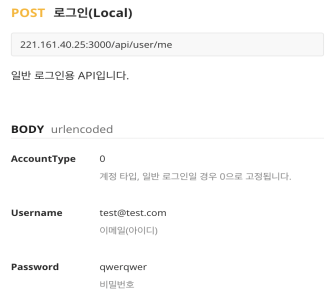 POST 로그인(Local)
221.161.40.25:3000/api/user/me
일반 로그인용 API입니다.
BODY urlencoded
AccountType 0
계정 타입, 일반 로그인일 경우 0으로 고정됩니다.
Username test@test.com
이메일(아이디)
Password qwerqwer
비밀번호